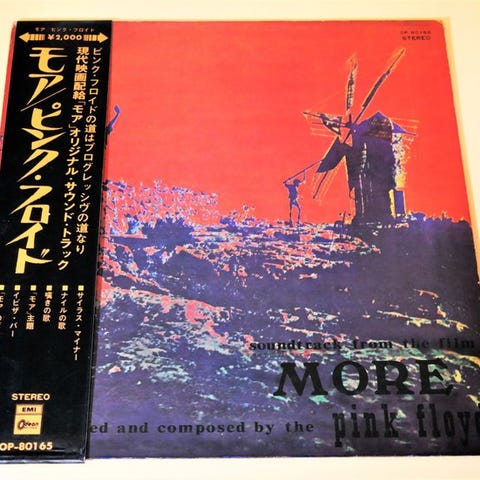 モア ピンク・フロイド
¥2,000
ピンク・フロイドの道はプログレッシヴの道なり
現代映画配給「モア」オリジナル・サウンド・トラック
モア/ピンク・フロイド
■サイラス・マイナー
■ナイルの歌
■嘆きの歌
■「モア」主題
■イビザ・バー
STEREO
EMI
Odeon
OP-80165
OP 80165
STEREO
soundtrack from the film
MORE
ed and composed by the pink floy